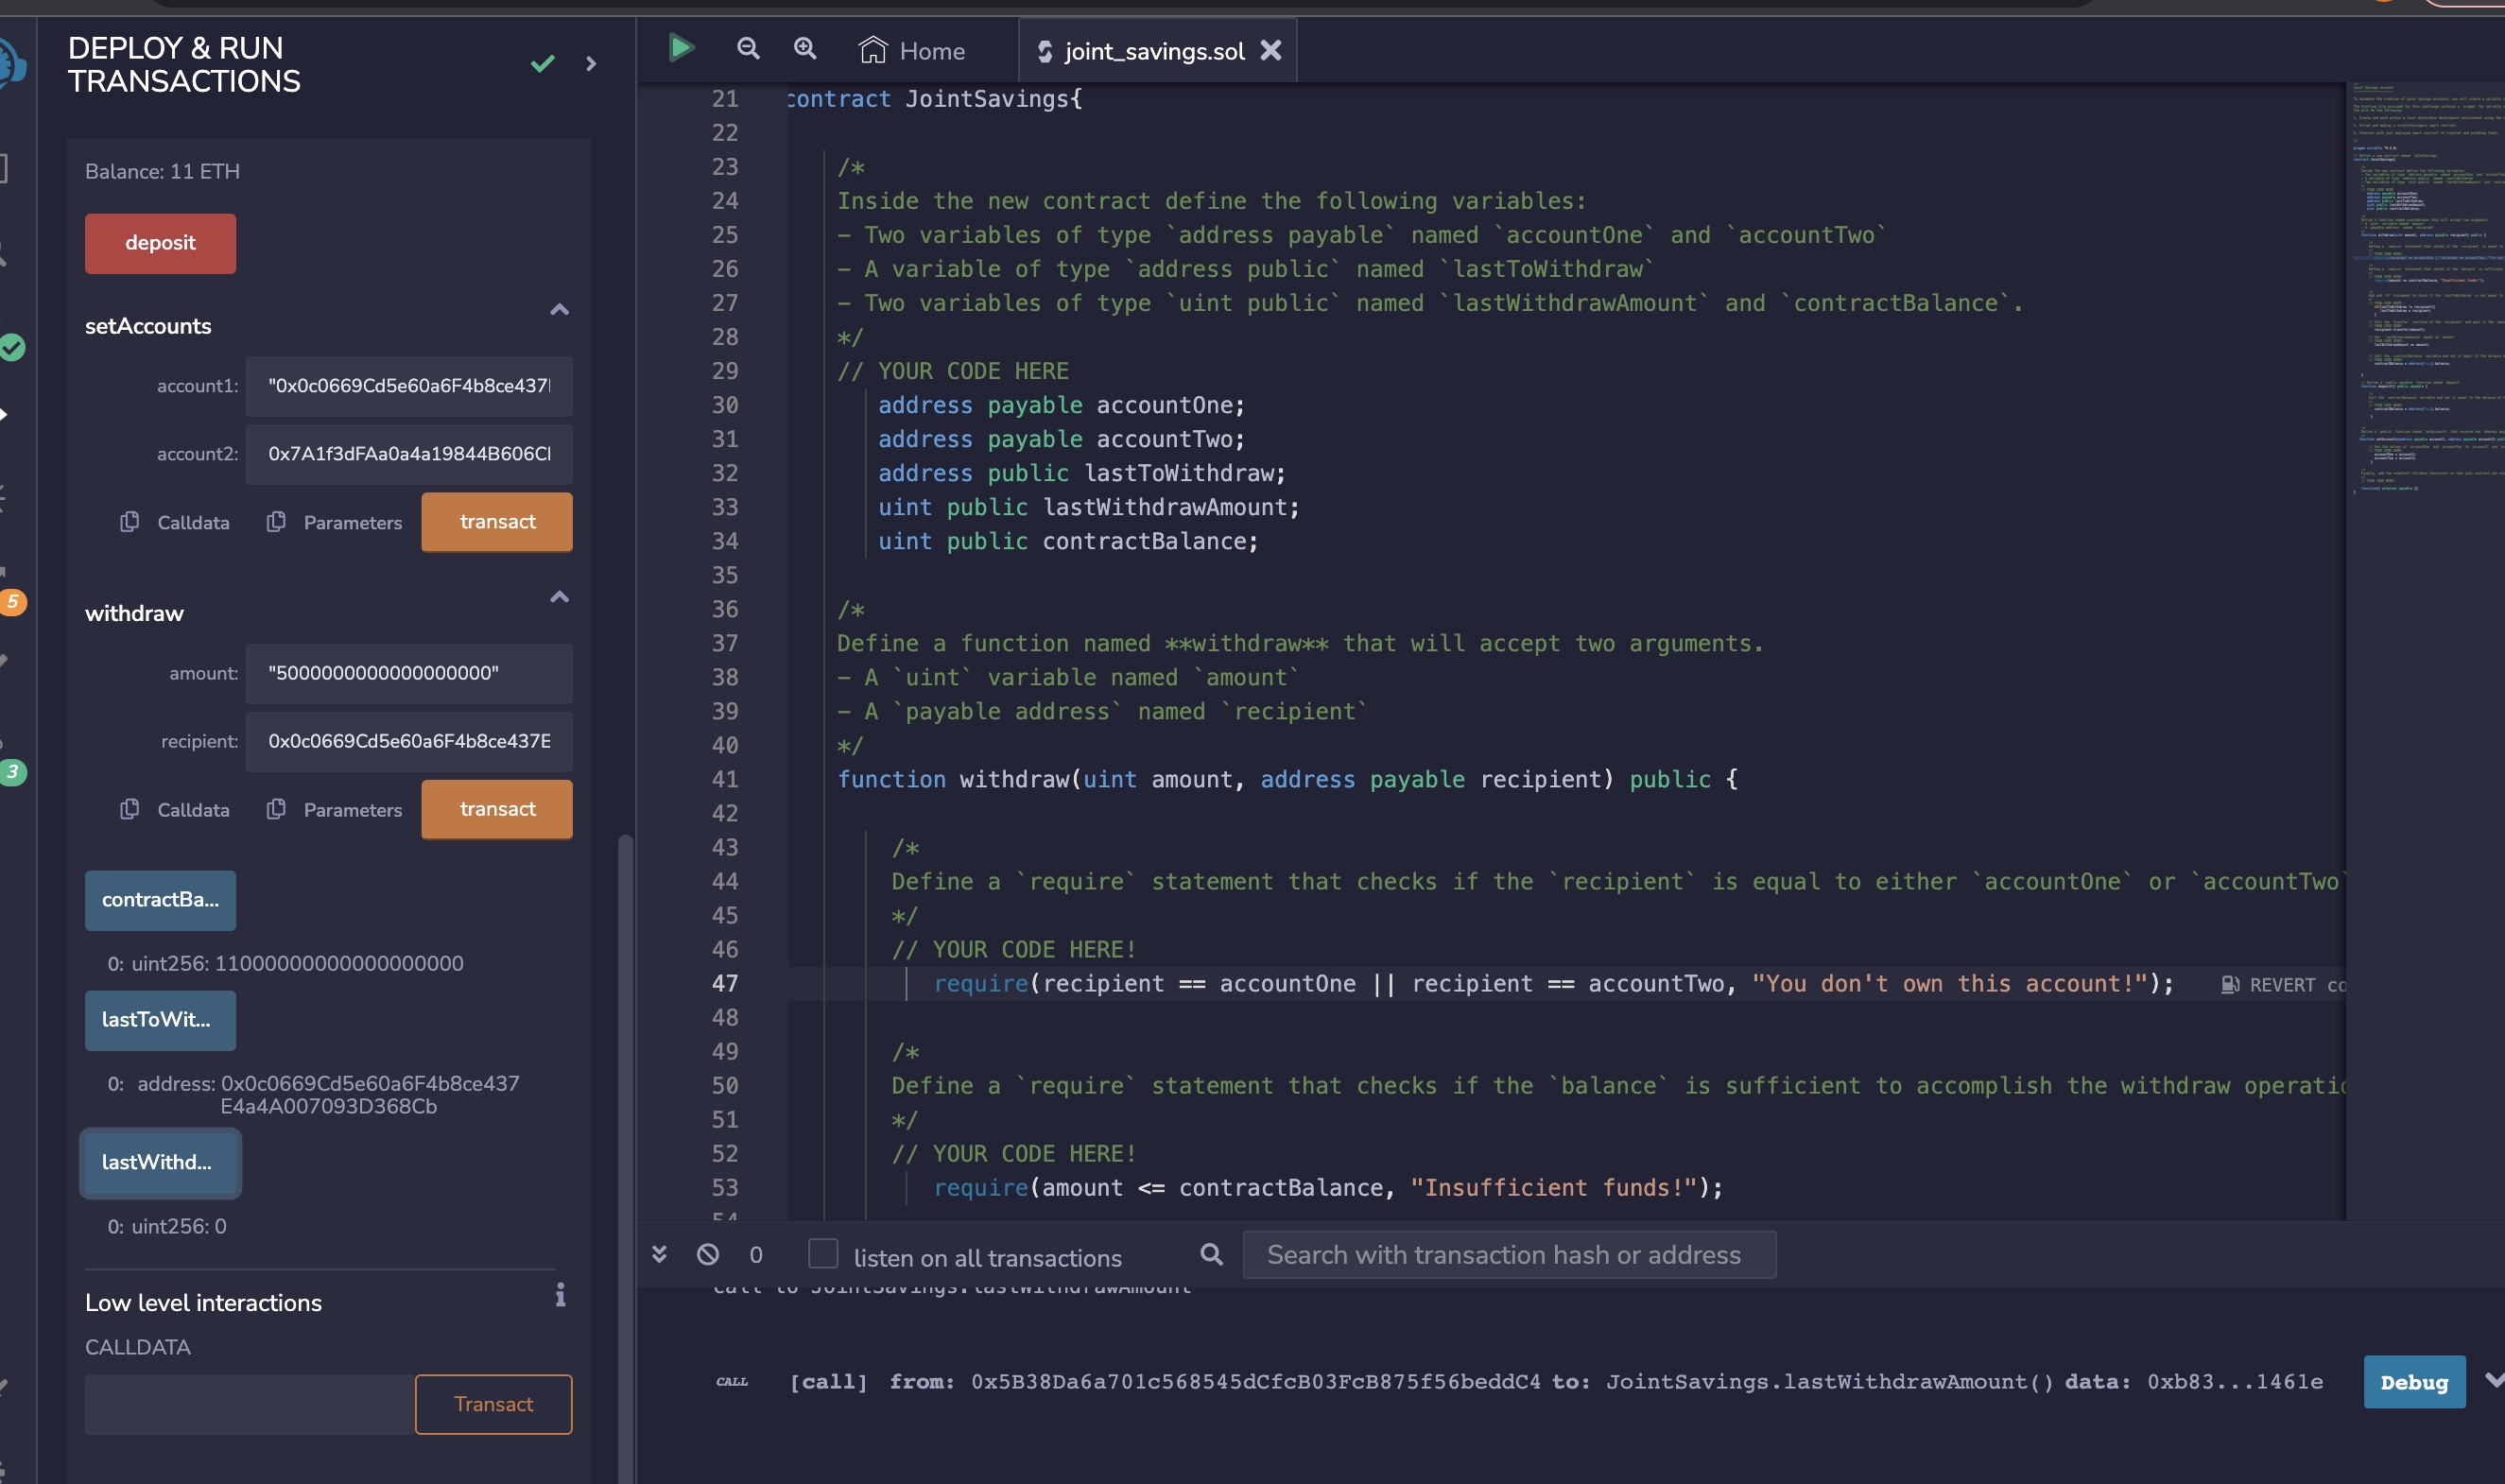 DEPLOY & RUN
TRANSACTIONS
Balance: 11 ETH
deposit
setAccounts
account1: "0x0c0669Cd5e60a6F4b8ce437
account2: 0x7A1f3dFAa0a4a19844B606C
Calldata Parameters transact
withdraw
amount: "5000000000000000000"
recipient: 0x0c0669Cd5e60a6F4b8ce437E
Calldata Parameters transact
contractBa...
0: uint256: 11000000000000000000
lastToWit...
0: address: 0x0c0669Cd5e60a6F4b8ce437
E4a4A007093D368Cb
lastWithd...
0: uint256: 0
Low level interactions
i
CALLDATA
Transact
5
3
Home
joint_savings.sol
21 contract JointSavings{
22
23 /*
24 Inside the new contract define the following variables:
25 - Two variables of type `address payable` named `accountOne` and `accountTwo`
26 - A variable of type `address public` named `lastToWithdraw`
27 - Two variables of type `uint public` named `lastWithdrawAmount` and `contractBalance`.
28 */
29 // YOUR CODE HERE
30 address payable accountOne;
31 address payable accountTwo;
32 address public lastToWithdraw;
33 uint public lastWithdrawAmount;
34 uint public contractBalance;
35
36 /*
37 Define a function named **withdraw** that will accept two arguments.
38 - A `uint` variable named `amount`
39 - A `payable address` named `recipient`
40 */
41 function withdraw(uint amount, address payable recipient) public {
42
43 /*
44 Define a `require` statement that checks if the `recipient` is equal to either `accountOne` or `accountTwo`
45 */
46 // YOUR CODE HERE!
47 require(recipient == accountOne || recipient == accountTwo, "You don't own this account!"); REVERT co
48
49 /*
50 Define a `require` statement that checks if the `balance` is sufficient to accomplish the withdraw operatio
51 */
52 // YOUR CODE HERE!
53 require(amount <= contractBalance, "Insufficient funds!");
54
0 listen on all transactions Search with transaction hash or address
call to JointSavings.lastWithdrawAmount
CALL [call] from: 0x5B38Da6a701c568545dCfcB03FcB875f56beddC4 to: JointSavings.lastWithdrawAmount() data: 0xb83...1461e Debug